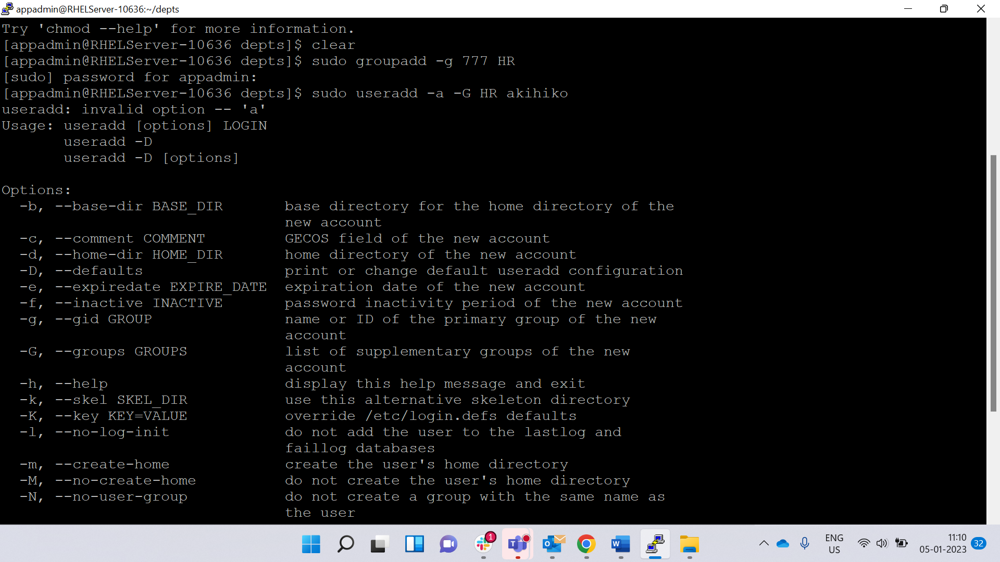 appadmin@RHELServer-10636:~/depts
Try 'chmod --help' for more information.
[appadmin@RHELServer-10636 depts]$ clear
[appadmin@RHELServer-10636 depts]$ sudo groupadd -g 777 HR
[sudo] password for appadmin:
[appadmin@RHELServer-10636 depts]$ sudo useradd -a -G HR akihiko
useradd: invalid option -- 'a'
Usage: useradd [options] LOGIN
       useradd -D
       useradd -D [options]

Options:
  -b, --base-dir BASE_DIR       base directory for the home directory of the
                                new account
  -c, --comment COMMENT         GECOS field of the new account
  -d, --home-dir HOME_DIR       home directory of the new account
  -D, --defaults                print or change default useradd configuration
  -e, --expiredate EXPIRE_DATE  expiration date of the new account
  -f, --inactive INACTIVE       password inactivity period of the new account
  -g, --gid GROUP               name or ID of the primary group of the new
                                account
  -G, --groups GROUPS           list of supplementary groups of the new
                                account
  -h, --help                    display this help message and exit
  -k, --skel SKEL_DIR           use this alternative skeleton directory
  -K, --key KEY=VALUE           override /etc/login.defs defaults
  -l, --no-log-init             do not add the user to the lastlog and
                                faillog databases
  -m, --create-home             create the user's home directory
  -M, --no-create-home          do not create the user's home directory
  -N, --no-user-group           do not create a group with the same name as
                                the user
1
T
O
W
ENG
US
11:10
05-01-2023
32